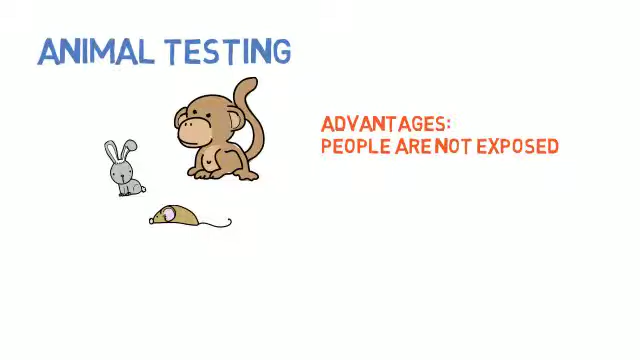 ANIMAL TESTING
ADVANTAGES:
PEOPLE ARE NOT EXPOSED